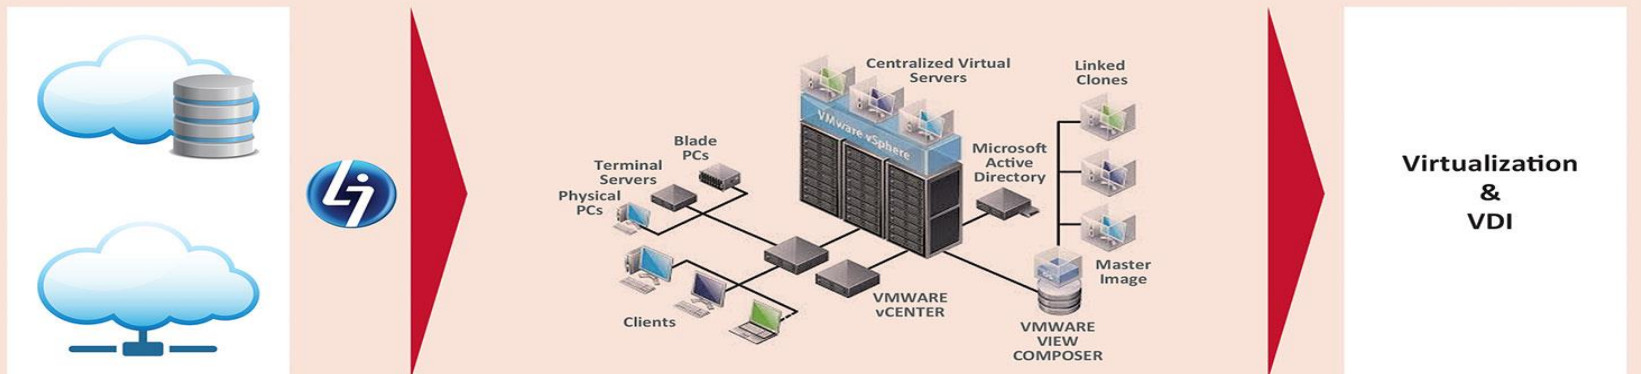 Centralized Virtual
Servers
Linked
Clones
VMware vSphere
Blade
PCs
Terminal
Servers
Physical
PCs
Microsoft
Active
Directory
Clients
VMWARE
vCENTER
Master
Image
VMWARE
VIEW
COMPOSER
Virtualization
&
VDI